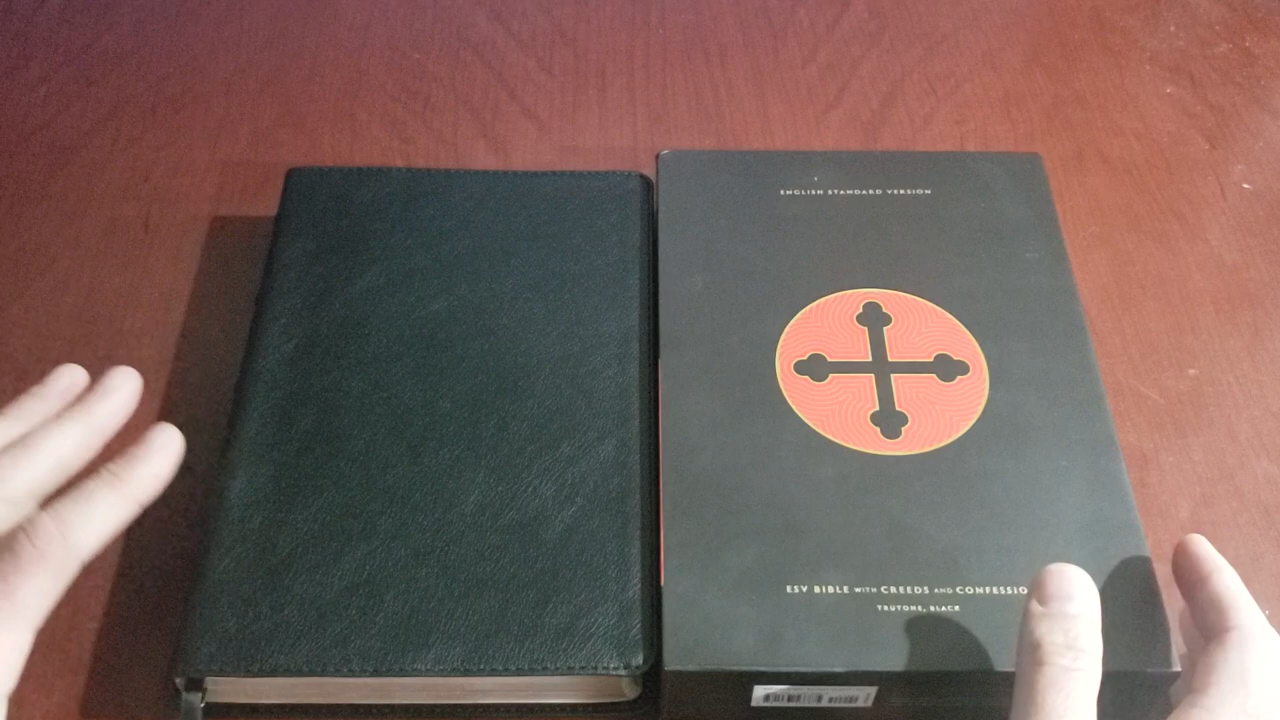 ENGLISH STANDARD VERSION
ESV BIBLE WITH CREEDS AND CONFESSIO
TRUTONE, BLACK